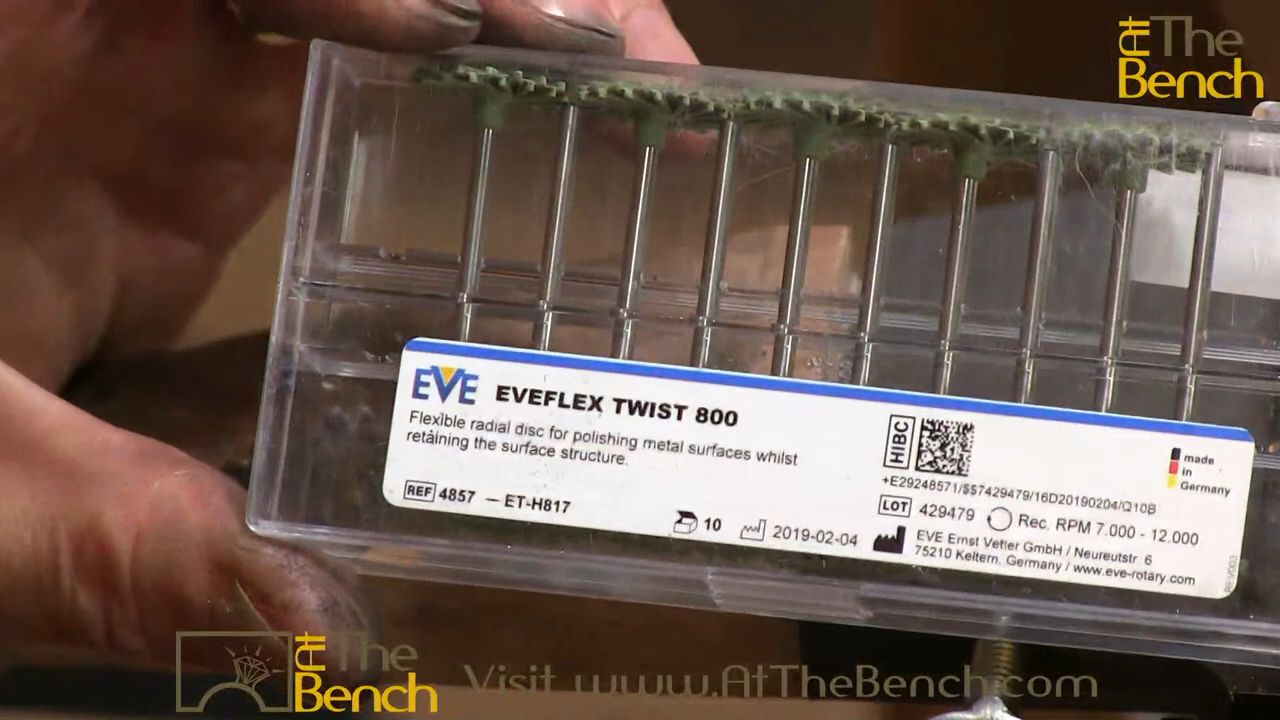 At The
Bench
EVE EVEFLEX TWIST 800
Flexible radial disc for polishing metal surfaces whilst
retaining the surface structure.
REF 4857 – ET-H817
10
2019-02-04
HIBC
made
in
Germany
+E29248571/$$7429479/16D20190204/Q10B
LOT 429479 Rec. RPM 7.000 - 12.000
EVE Ernst Vetter GmbH / Neureutstr. 6
75210 Keltern, Germany / www.eve-rotary.com
REV003
At The
Bench
Visit www.AtTheBench.com